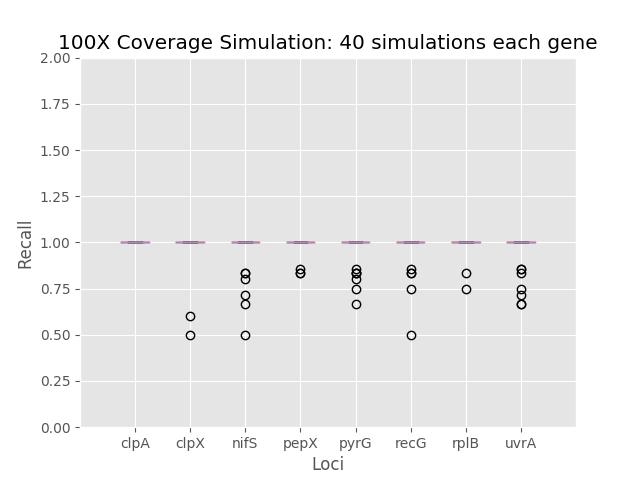 100X Coverage Simulation: 40 simulations each gene
2.00
1.75
1.50
1.25
1.00
0.75
0.50
0.25
0.00
Recall
clpA clpX nifS pepX pyrG recG rplB uvrA
Loci